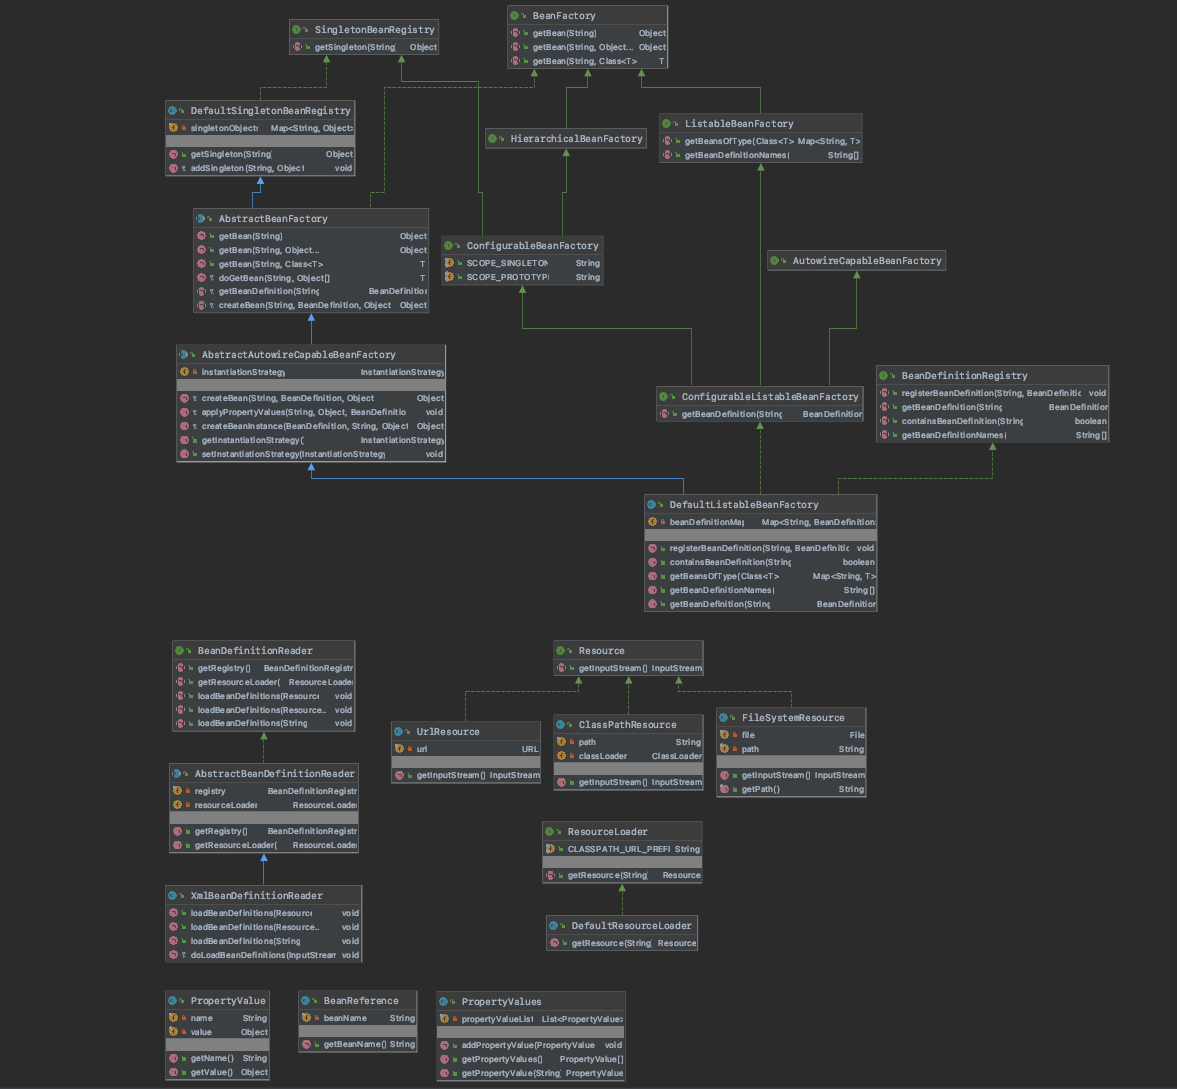 SingletonBeanRegistry
getSingleton(String) Object
BeanFactory
getBean(String) Object
getBean(String, Object... Object
getBean(String, Class<T> T
DefaultSingletonBeanRegistry
singletonObjects Map<String, Object>
getSingleton(String) Object
addSingleton(String, Object void
HierarchicalBeanFactory
ListableBeanFactory
getBeansOfType(Class<T> Map<String, T>
getBeanDefinitionNames( String[]
AbstractBeanFactory
getBean(String) Object
getBean(String, Object... Object
getBean(String, Class<T> T
doGetBean(String, Object[] T
getBeanDefinition(String BeanDefinition
createBean(String, BeanDefinition, Object Object
ConfigurableBeanFactory
SCOPE_SINGLETON String
SCOPE_PROTOTYPE String
AutowireCapableBeanFactory
AbstractAutowireCapableBeanFactory
instantiationStrategy InstantiationStrategy
createBean(String, BeanDefinition, Object Object
applyPropertyValues(String, Object, BeanDefinitio void
createBeanInstance(BeanDefinition, String, Object Object
getInstantiationStrategy( InstantiationStrategy
setInstantiationStrategy(InstantiationStrategy void
ConfigurableListableBeanFactory
getBeanDefinition(String BeanDefinition
BeanDefinitionRegistry
registerBeanDefinition(String, BeanDefinitic void
getBeanDefinition(String BeanDefinition
containsBeanDefinition(String boolean
getBeanDefinitionNames( String[]
DefaultListableBeanFactory
beanDefinitionMap Map<String, BeanDefinition>
registerBeanDefinition(String, BeanDefinitic void
containsBeanDefinition(String boolean
getBeansOfType(Class<T> Map<String, T>
getBeanDefinitionNames( String[]
getBeanDefinition(String BeanDefinition
BeanDefinitionReader
getRegistry() BeanDefinitionRegistr
getResourceLoader( ResourceLoader
loadBeanDefinitions(Resource void
loadBeanDefinitions(Resource.. void
loadBeanDefinitions(String void
Resource
getInputStream() InputStream
UrlResource
url URL
getInputStream() InputStream
ClassPathResource
path String
classLoader ClassLoader
getInputStream() InputStream
FileSystemResource
file File
path String
getInputStream() InputStream
getPath() String
AbstractBeanDefinitionReader
registry BeanDefinitionRegistr
resourceLoader ResourceLoader
getRegistry() BeanDefinitionRegistr
getResourceLoader( ResourceLoader
ResourceLoader
CLASSPATH_URL_PREFI String
getResource(String) Resource
XmlBeanDefinitionReader
loadBeanDefinitions(Resource void
loadBeanDefinitions(Resource.. void
loadBeanDefinitions(String void
doLoadBeanDefinitions(InputStream void
DefaultResourceLoader
getResource(String) Resource
PropertyValue
name String
value Object
getName() String
getValue() Object
BeanReference
beanName String
getBeanName() String
PropertyValues
propertyValueList List<PropertyValue>
addPropertyValue(PropertyValue void
getPropertyValues() PropertyValue[]
getPropertyValue(String) PropertyValue